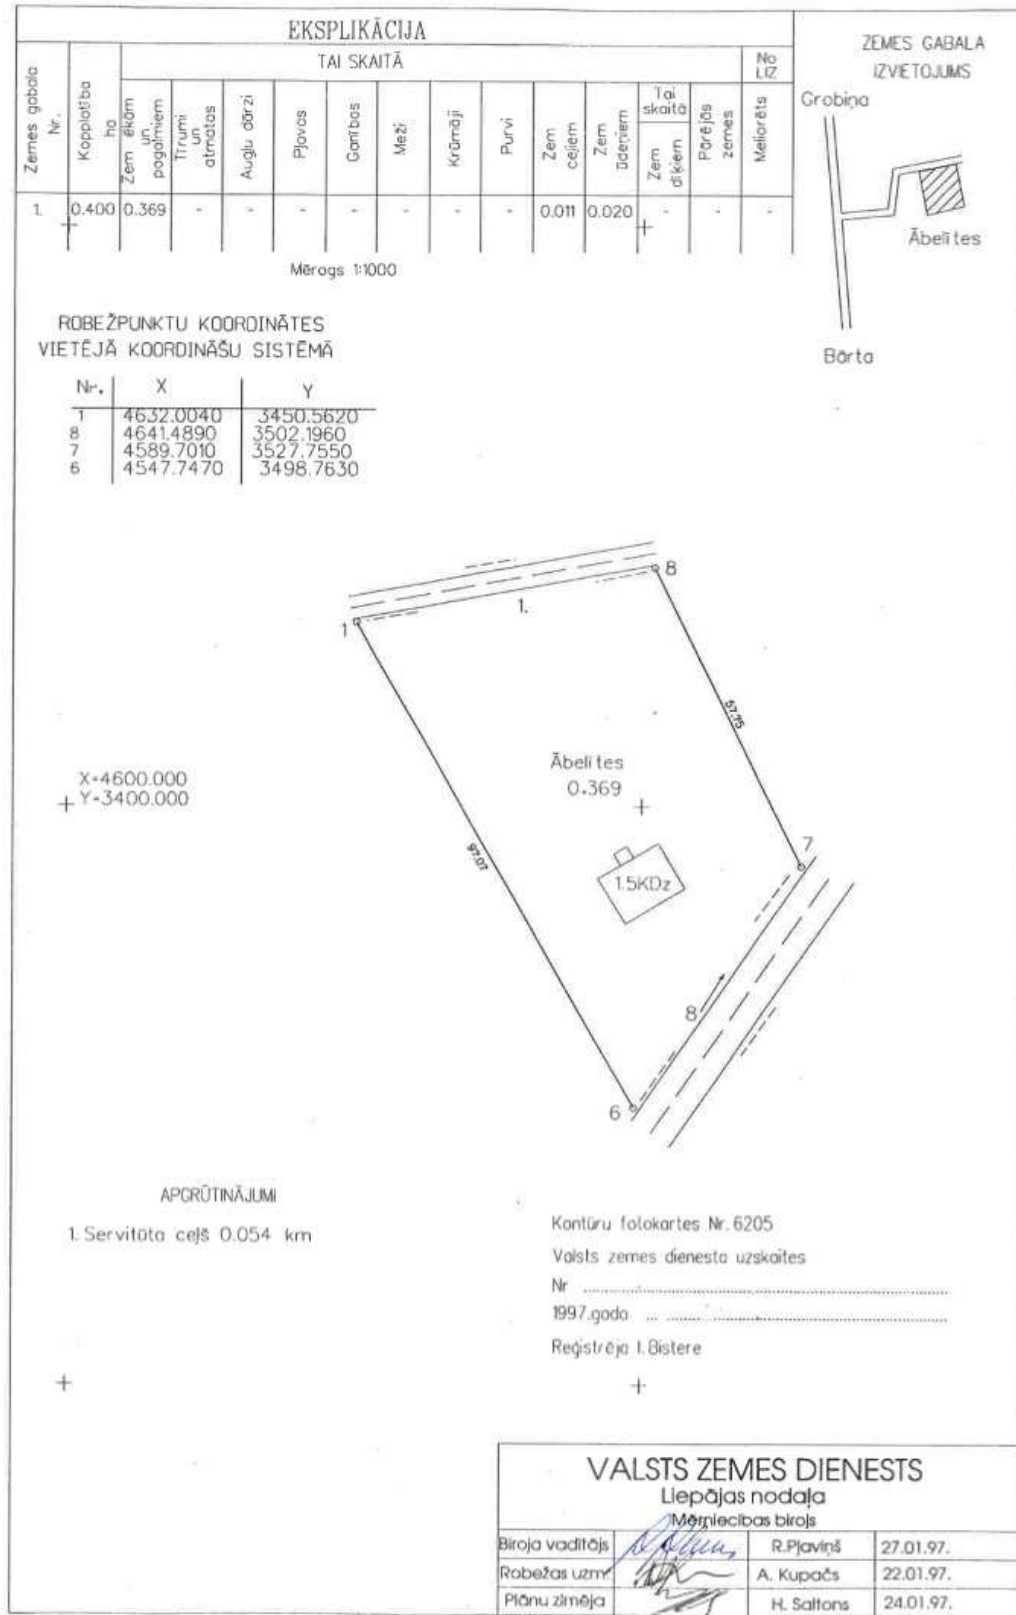 EKSPLIKĀCIJA
Zemes gabala Nr.
Kopplatība ha
TAI SKAITĀ
No LIZ
Zem ēkām un pagalmiem
Tīrumi un atmatas
Augļu dārzi
Pļavas
Ganības
Meži
Krūmāji
Purvi
Zem ceļiem
Zem ūdeņiem
Tai skaitā
Zem dīķiem
Pārējās zemes
Meliorēts
1. 0.400 0.369 - - - - - - - 0.011 0.020 - - -
Mērogs 1:1000
ZEMES GABALA
IZVIETOJUMS
Grobiņa
Ābelītes
Bārta
ROBEŽPUNKTU KOORDINĀTES
VIETĒJĀ KOORDINĀŠU SISTĒMĀ
Nr. X Y
1 4632.0040 3450.5620
8 4641.4890 3502.1960
7 4589.7010 3527.7550
6 4547.7470 3498.7630
8
1.
1
57.75
X=4600.000
Y=3400.000
Ābelītes
0.369
97.07
7
1.5KDz
8
6
APGRŪTINĀJUMI
1. Servitūta ceļš 0.054 km
Kontūru fotokartes Nr. 6205
Valsts zemes dienesta uzskaites
Nr
1997.gada
Reģistrēja I. Bistere
VALSTS ZEMES DIENESTS
Liepājas nodaļa
Mērniecības birojs
Biroja vadītājs R.Pļaviņš 27.01.97.
Robežas uzm. A. Kupačs 22.01.97.
Plānu zīmēja H. Saltons 24.01.97.